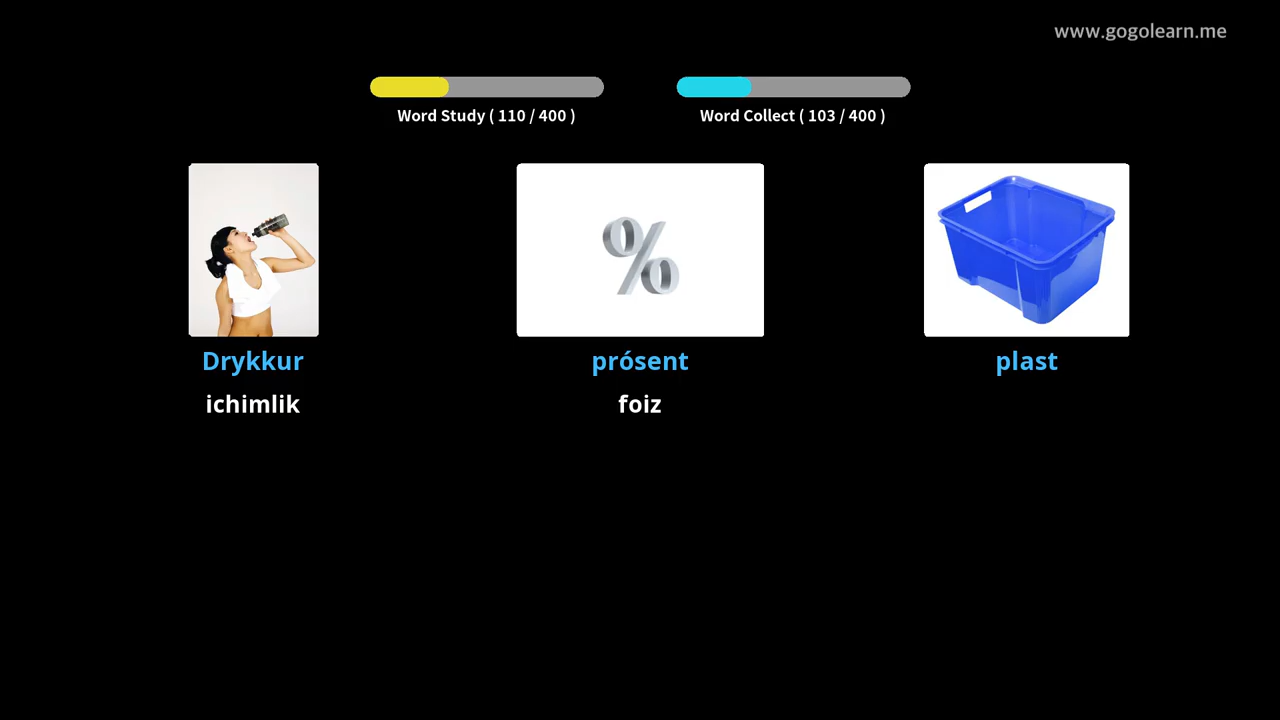 www.gogolearn.me
Word Study ( 110 / 400 )
Word Collect ( 103 / 400 )
%
Drykkur
prósent
plast
ichimlik
foiz